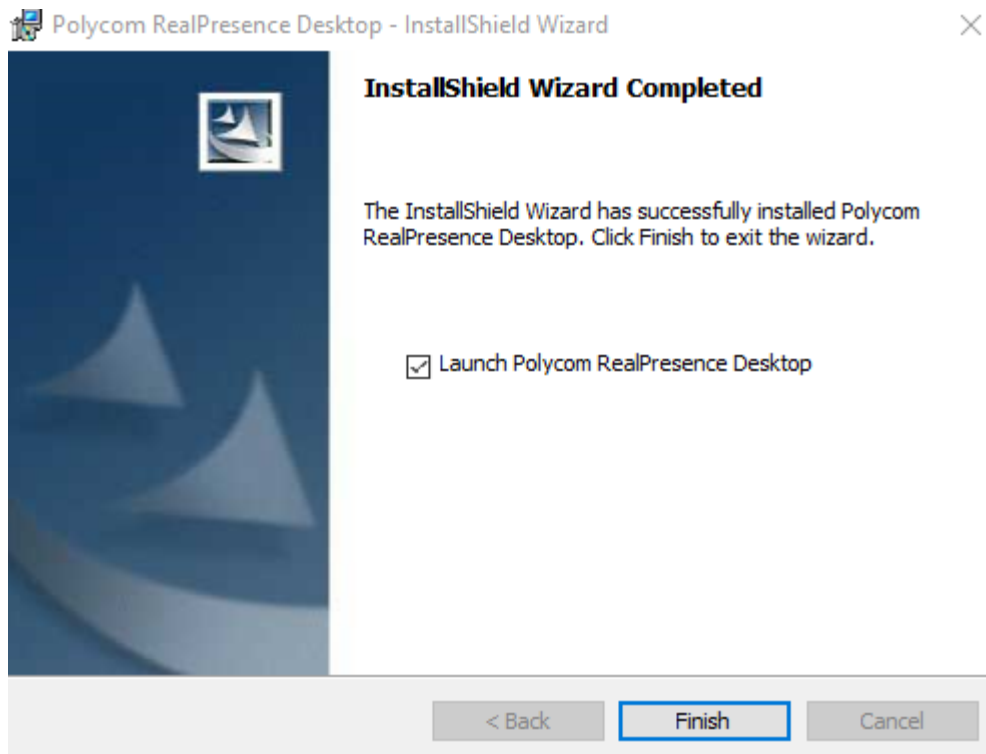 Polycom RealPresence Desktop - InstallShield Wizard
InstallShield Wizard Completed
The InstallShield Wizard has successfully installed Polycom
RealPresence Desktop. Click Finish to exit the wizard.
Launch Polycom RealPresence Desktop
< Back Finish Cancel